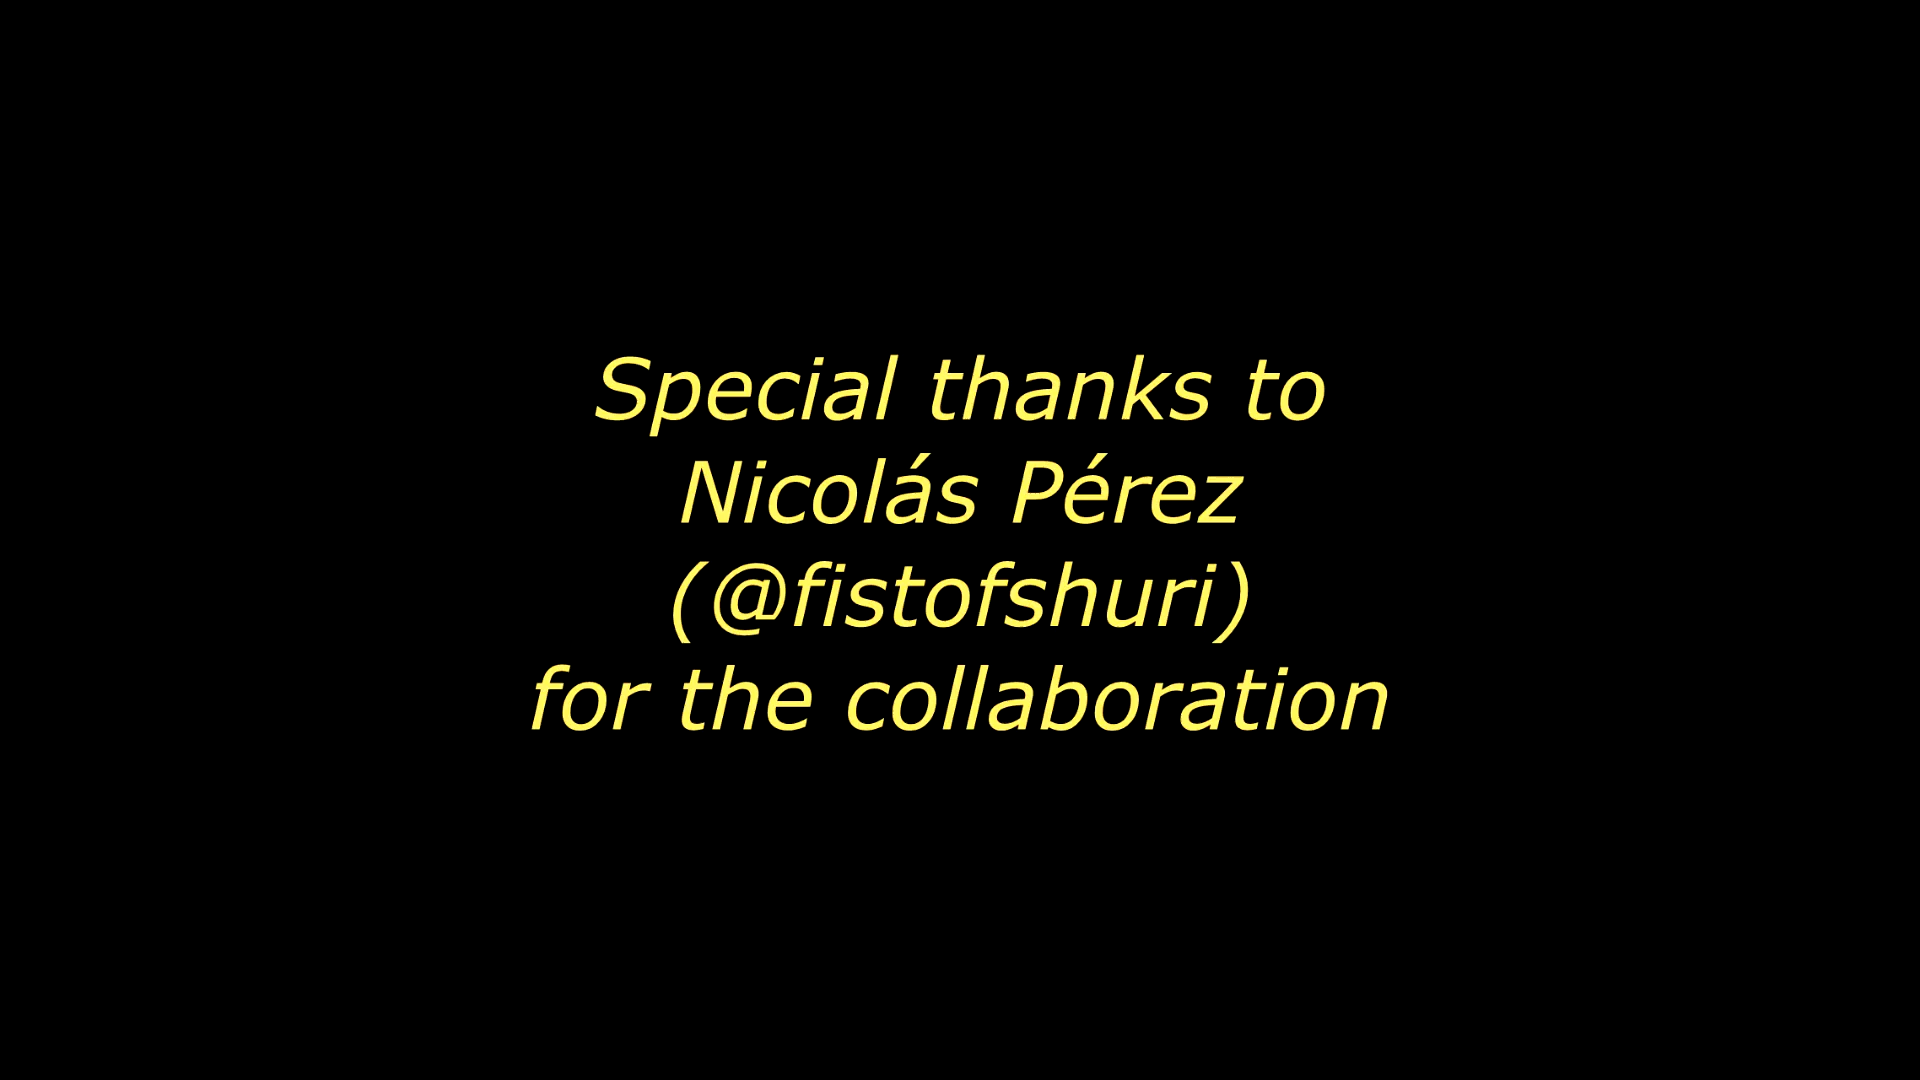 Special thanks to
Nicolás Pérez
(@fistofshuri)
for the collaboration